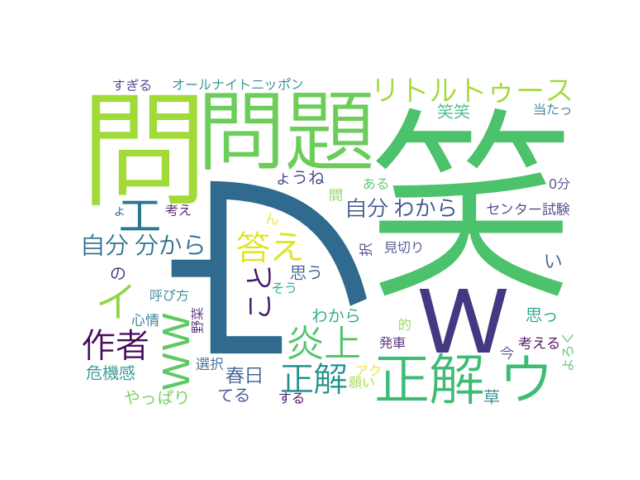 すぎる
オールナイトニッポン
リトルトゥース
問
問題
笑
笑笑
当たっ
ょうね
ある
0分
間
自分 わから
センター試験
ょ
考え
エ
ん
自分 分から
答え
択
見切り
の
こと
思う
い
イ
呼び方
そう
w
作者
心情
野菜
ww
わから
的
思っ
炎上
発車
今
考える
よろく
危機感
選択
春日
正解
アク
願い
正解
ウ
草
やっぱり
てる
する